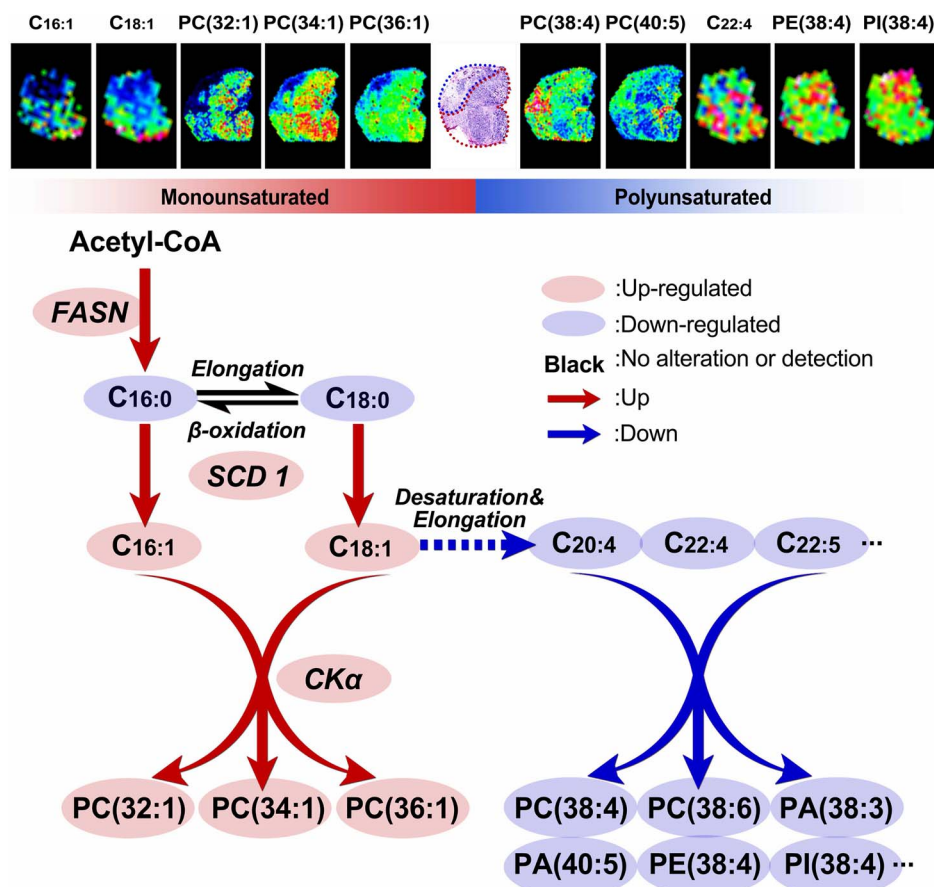 C16:1 C18:1 PC(32:1) PC(34:1) PC(36:1) PC(38:4) PC(40:5) C22:4 PE(38:4) PI(38:4)
Monounsaturated Polyunsaturated
Acetyl-CoA
FASN
:Up-regulated
:Down-regulated
Black :No alteration or detection
:Up
:Down
Elongation
C16:0 C18:0
β-oxidation
SCD 1
Desaturation&
Elongation
C16:1 C18:1 C20:4 C22:4 C22:5 ···
CKα
PC(32:1) PC(34:1) PC(36:1) PC(38:4) PC(38:6) PA(38:3)
PA(40:5) PE(38:4) PI(38:4) ···